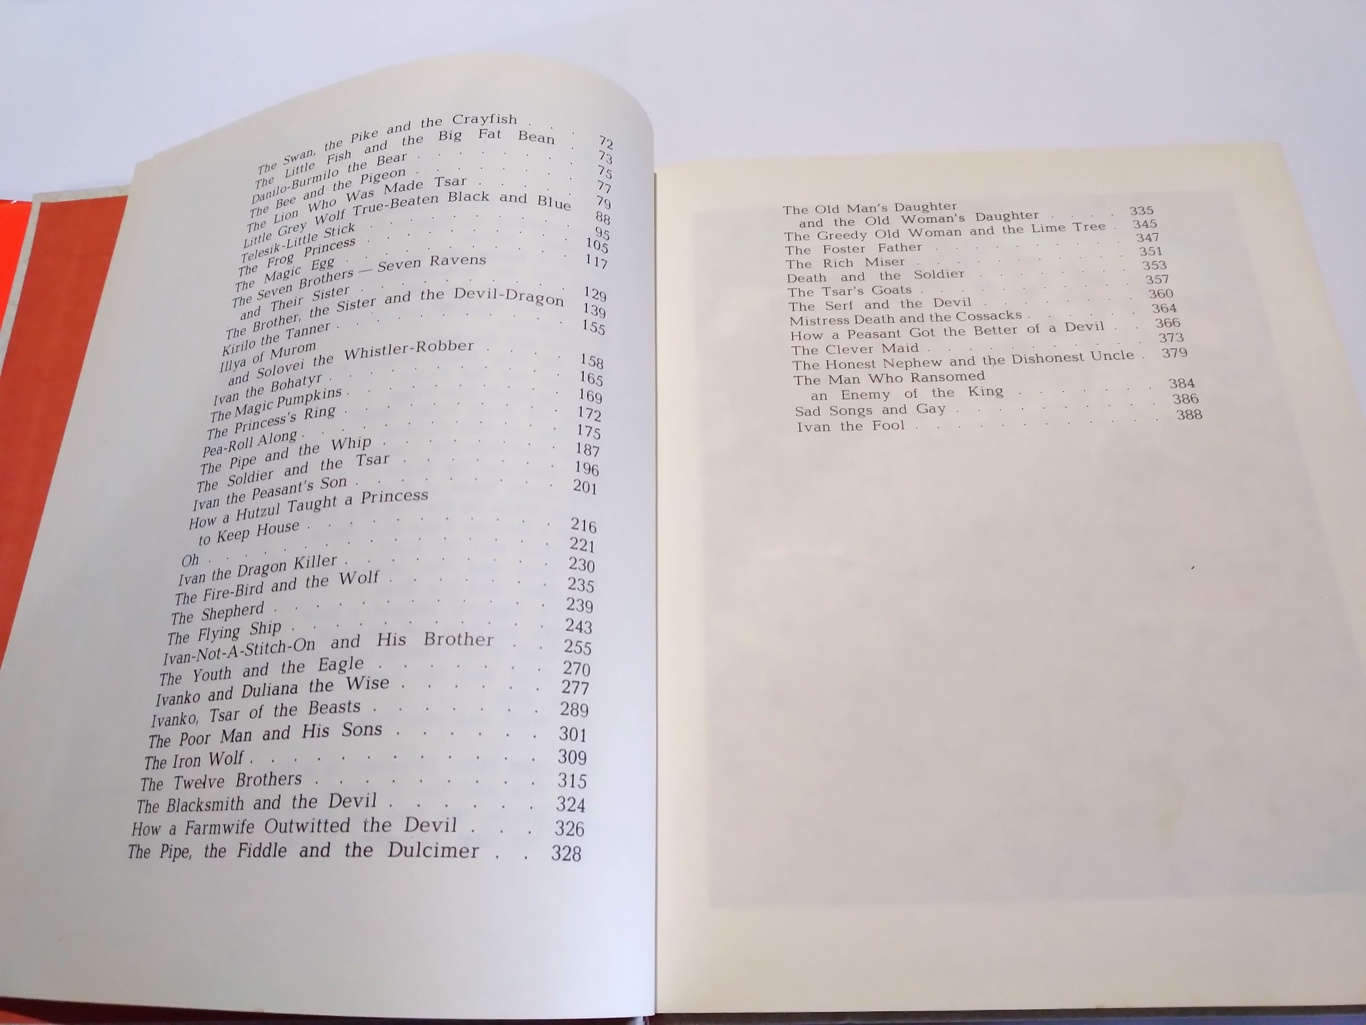 The Swan, the Pike and the Crayfish . . . 72
The Little Fish and the Big Fat Bean . 73
Danilo-Burmilo the Bear . . . . . . 75
The Bee and the Pigeon . . . . . . 77
The Lion Who Was Made Tsar . . . . 79
Little Grey Wolf True-Beaten Black and Blue 88
Telesik-Little Stick . . . . . . . 95
The Frog Princess . . . . . . . 105
The Magic Egg . . . . . . . . 117
The Seven Brothers — Seven Ravens
and Their Sister . . . . . . . . 129
The Brother, the Sister and the Devil-Dragon 139
Kirilo the Tanner . . . . . . . . 155
Illya of Murom
and Solovei the Whistler-Robber . . . . 158
Ivan the Bohatyr . . . . . . . . 165
The Magic Pumpkins . . . . . . . 169
The Princess's Ring . . . . . . . . 172
Pea-Roll Along . . . . . . . . . 175
The Pipe and the Whip . . . . . . . 187
The Soldier and the Tsar . . . . . . 196
Ivan the Peasant's Son . . . . . . . 201
How a Hutzul Taught a Princess
to Keep House . . . . . . . . . 216
Oh . . . . . . . . . . . . 221
Ivan the Dragon Killer . . . . . . . 230
The Fire-Bird and the Wolf . . . . . . 235
The Shepherd . . . . . . . . . . 239
The Flying Ship . . . . . . . . . 243
Ivan-Not-A-Stitch-On and His Brother . . 255
The Youth and the Eagle . . . . . . 270
Ivanko and Duliana the Wise . . . . . . 277
Ivanko, Tsar of the Beasts . . . . . . 289
The Poor Man and His Sons . . . . . . 301
The Iron Wolf . . . . . . . . . . 309
The Twelve Brothers . . . . . . . . 315
The Blacksmith and the Devil . . . . . . 324
How a Farmwife Outwitted the Devil . . . 326
The Pipe, the Fiddle and the Dulcimer . . 328
The Old Man's Daughter
and the Old Woman's Daughter . . . . 335
The Greedy Old Woman and the Lime Tree . 345
The Foster Father . . . . . . . . 347
The Rich Miser . . . . . . . . . 351
Death and the Soldier . . . . . . . 353
The Tsar's Goats . . . . . . . . . 357
The Serf and the Devil . . . . . . . 360
Mistress Death and the Cossacks . . . . . 364
How a Peasant Got the Better of a Devil . . 366
The Clever Maid . . . . . . . . . 373
The Honest Nephew and the Dishonest Uncle . 379
The Man Who Ransomed
an Enemy of the King . . . . . . 384
Sad Songs and Gay . . . . . . . . 386
Ivan the Fool . . . . . . . . . . 388